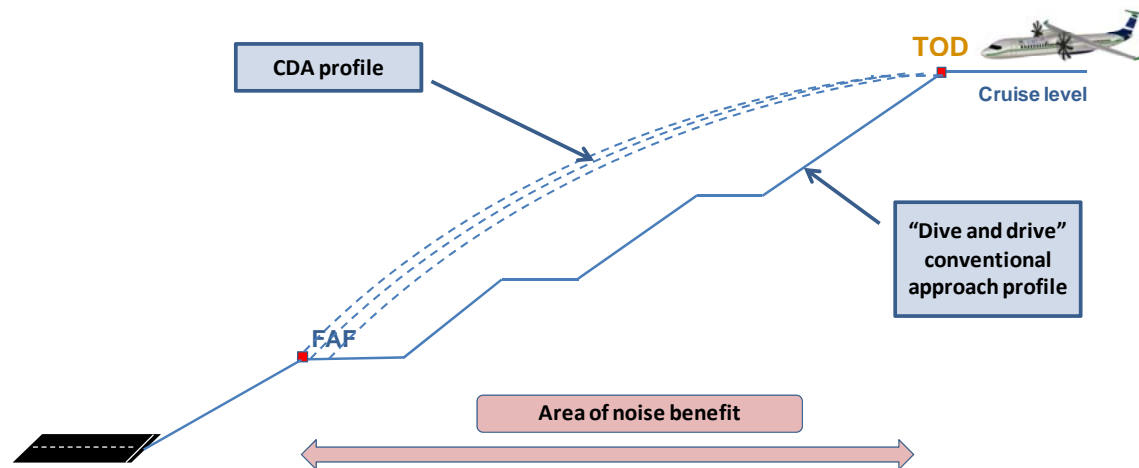 TOD
CDA profile
Cruise level
“Dive and drive”
conventional
approach profile
FAF
Area of noise benefit